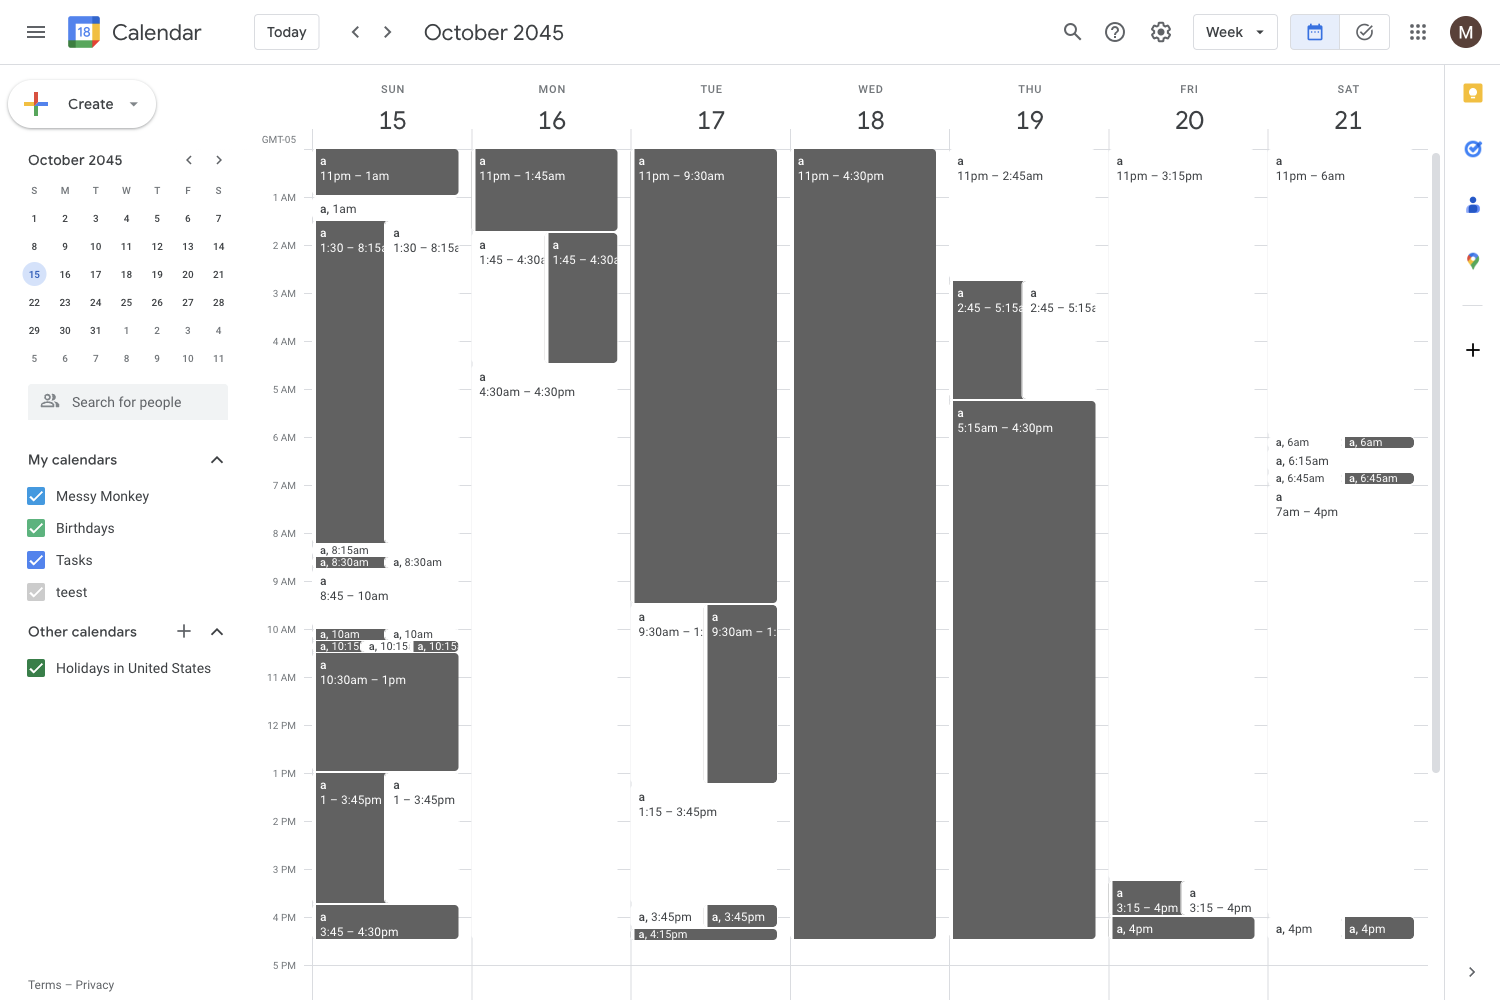 18 Calendar Today October 2045 Week M
Create
SUN MON TUE WED THU FRI SAT
15 16 17 18 19 20 21
GMT-05
October 2045
S M T W T F S
1 2 3 4 5 6 7
8 9 10 11 12 13 14
15 16 17 18 19 20 21
22 23 24 25 26 27 28
29 30 31 1 2 3 4
5 6 7 8 9 10 11
Search for people
My calendars
Messy Monkey
Birthdays
Tasks
teest
Other calendars
Holidays in United States
Terms – Privacy
1 AM
2 AM
3 AM
4 AM
5 AM
6 AM
7 AM
8 AM
9 AM
10 AM
11 AM
12 PM
1 PM
2 PM
3 PM
4 PM
5 PM
a
11pm – 1am
a, 1am
a
1:30 – 8:15a
a
1:30 – 8:15a
a, 8:15am
a, 8:30am
a, 8:30am
a
8:45 – 10am
a, 10am
a, 10am
a, 10:15
a, 10:15
a, 10:15
a
10:30am – 1pm
a
1 – 3:45pm
a
1 – 3:45pm
a
3:45 – 4:30pm
a
11pm – 1:45am
a
1:45 – 4:30a
a
1:45 – 4:30a
a
4:30am – 4:30pm
a
11pm – 9:30am
a
9:30am – 1:
a
9:30am – 1:
a
1:15 – 3:45pm
a, 3:45pm
a, 3:45pm
a, 4:15pm
a
11pm – 4:30pm
a
11pm – 2:45am
a
2:45 – 5:15a
a
2:45 – 5:15a
a
5:15am – 4:30pm
a
11pm – 3:15pm
a
3:15 – 4pm
a
3:15 – 4pm
a, 4pm
a
11pm – 6am
a, 6am
a, 6am
a, 6:15am
a, 6:45am
a, 6:45am
a
7am – 4pm
a, 4pm
a, 4pm